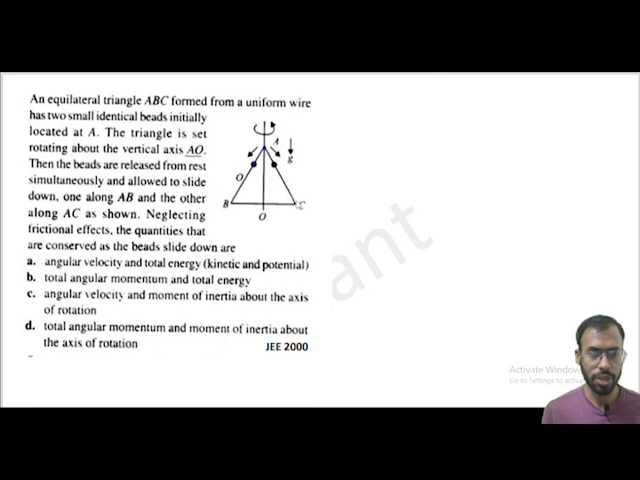 An equilateral triangle ABC formed from a uniform wire
has two small identical beads initially
located at A. The triangle is set
rotating about the vertical axis AO.
Then the beads are released from rest
simultaneously and allowed to slide
down, one along AB and the other
along AC as shown. Neglecting
frictional effects, the quantities that
are conserved as the beads slide down are
a. angular velocity and total energy (kinetic and potential)
b. total angular momentum and total energy
c. angular velocity and moment of inertia about the axis
of rotation
d. total angular momentum and moment of inertia about
the axis of rotation
JEE 2000
A
g
O
B
C
O
ant
Activate Window
Go to Settings to activ